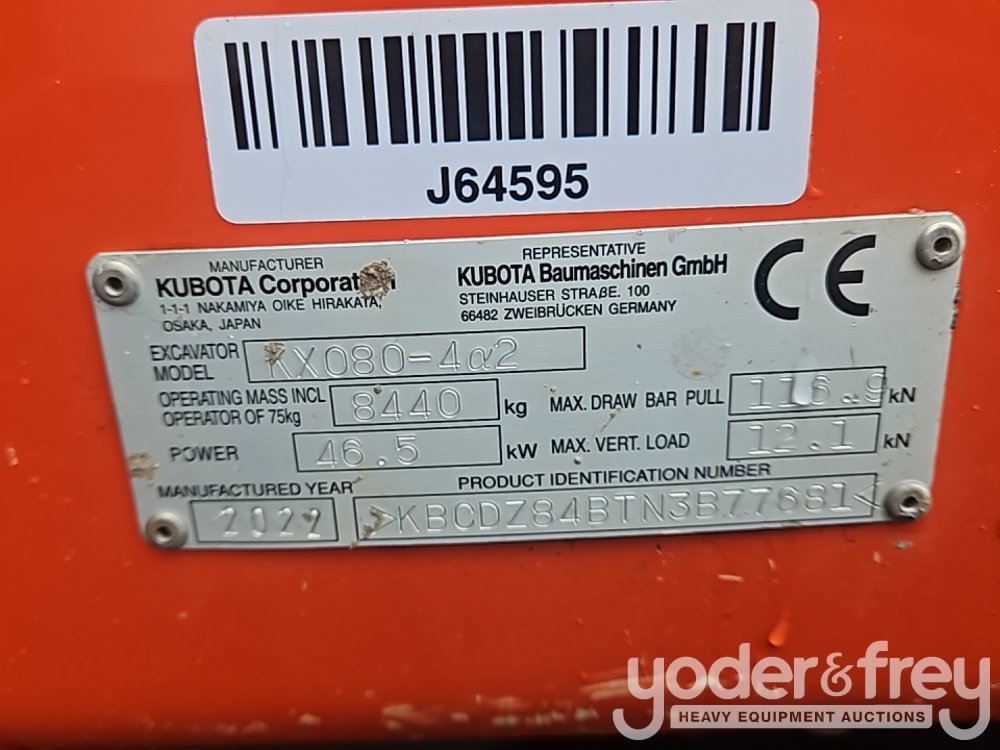 J64595
MANUFACTURER
KUBOTA Corporation
1-1-1 NAKAMIYA OIKE HIRAKATA,
OSAKA, JAPAN
REPRESENTATIVE
KUBOTA Baumaschinen GmbH
STEINHAUSER STRAßE. 100
66482 ZWEIBRÜCKEN GERMANY
CE
EXCAVATOR MODEL KX080-4α2
OPERATING MASS INCL
OPERATOR OF 75kg 8440 kg
MAX. DRAW BAR PULL 116.9 kN
POWER 46.5 kW
MAX. VERT. LOAD 12.1 kN
MANUFACTURED YEAR
2022
PRODUCT IDENTIFICATION NUMBER
>KBCDZ84BTN3B77681<
yoder&frey
HEAVY EQUIPMENT AUCTIONS